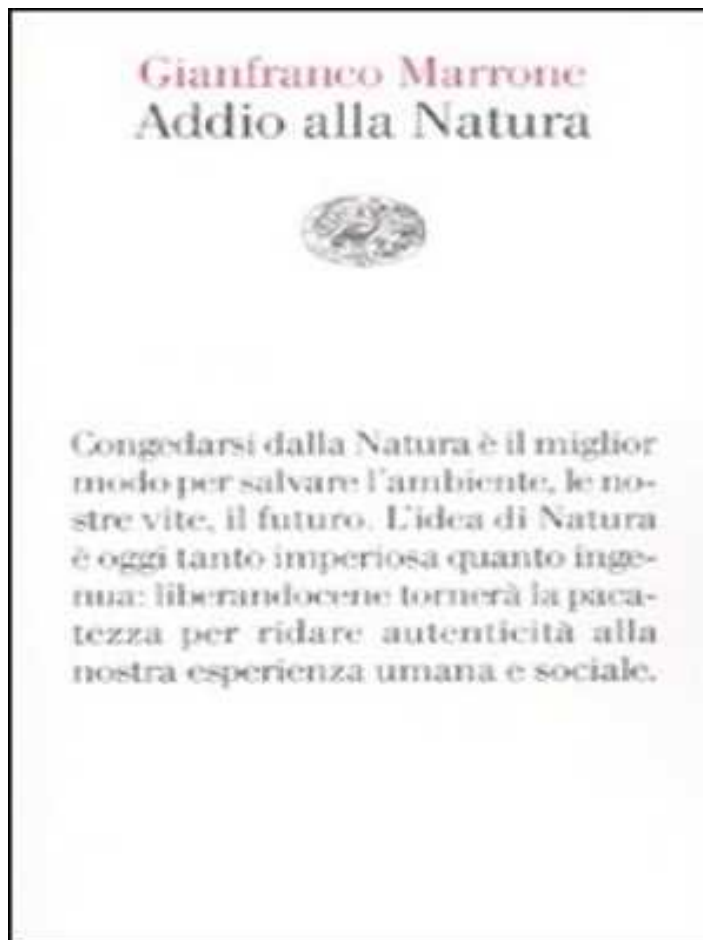 Gianfranco Marrone
Addio alla Natura
Congedarsi dalla Natura è il miglior
modo per salvare l'ambiente, le no-
stre vite, il futuro. L'idea di Natura
è oggi tanto imperiosa quanto inge-
nua: liberandocene tornerà la paca-
tezza per ridare autenticità alla
nostra esperienza umana e sociale.